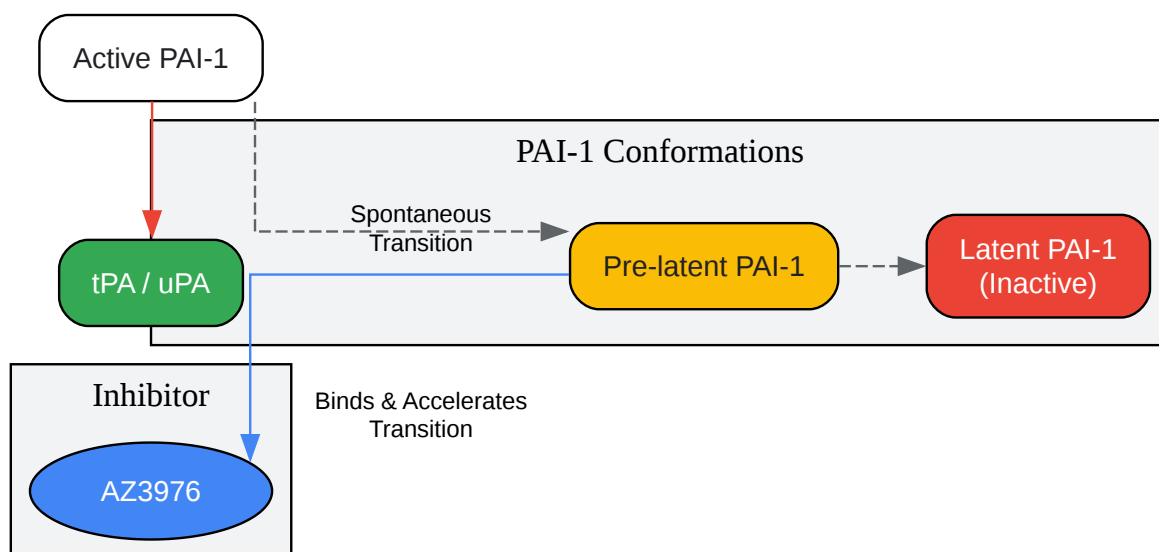 Active PAI-1
PAI-1 Conformations
Spontaneous
Transition
tPA / uPA
Pre-latent PAI-1
Latent PAI-1
(Inactive)
Inhibitor
Binds & Accelerates
Transition
AZ3976